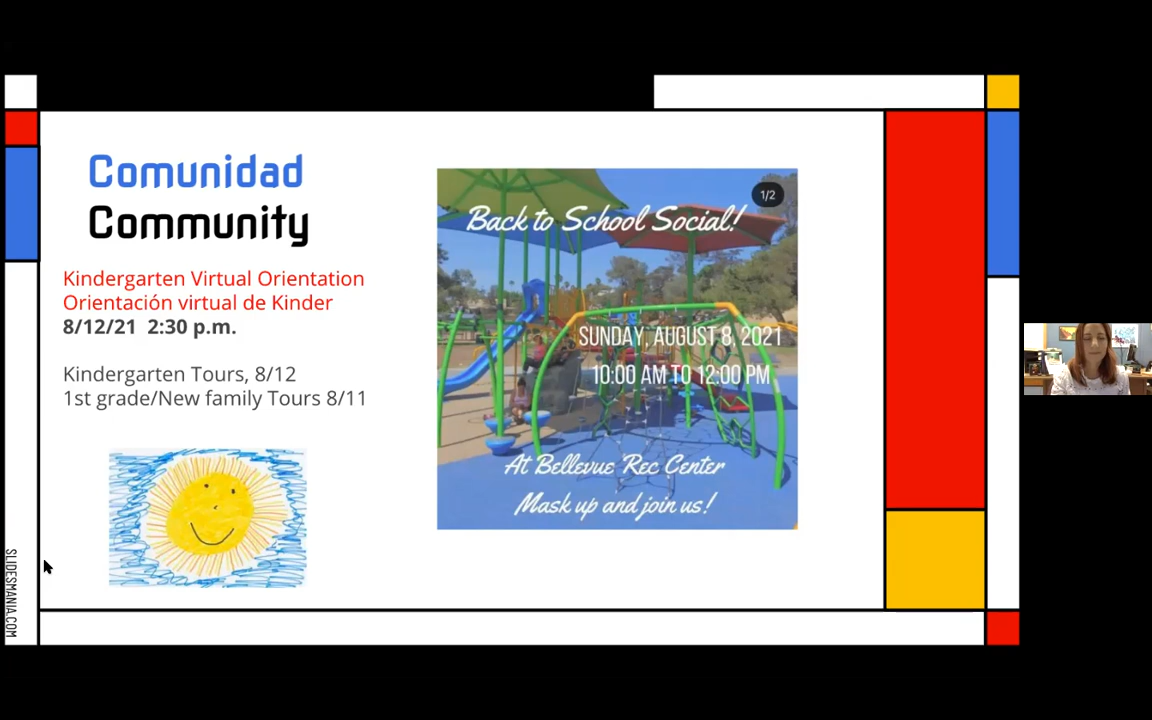 Comunidad
Community
Kindergarten Virtual Orientation
Orientación virtual de Kinder
8/12/21 2:30 p.m.
Kindergarten Tours, 8/12
1st grade/New family Tours 8/11
1/2
Back to School Social!
SUNDAY, AUGUST 8, 2021
10:00 AM TO 12:00 PM
At Bellevue Rec Center
Mask up and join us!
SLIDESMANIA.COM